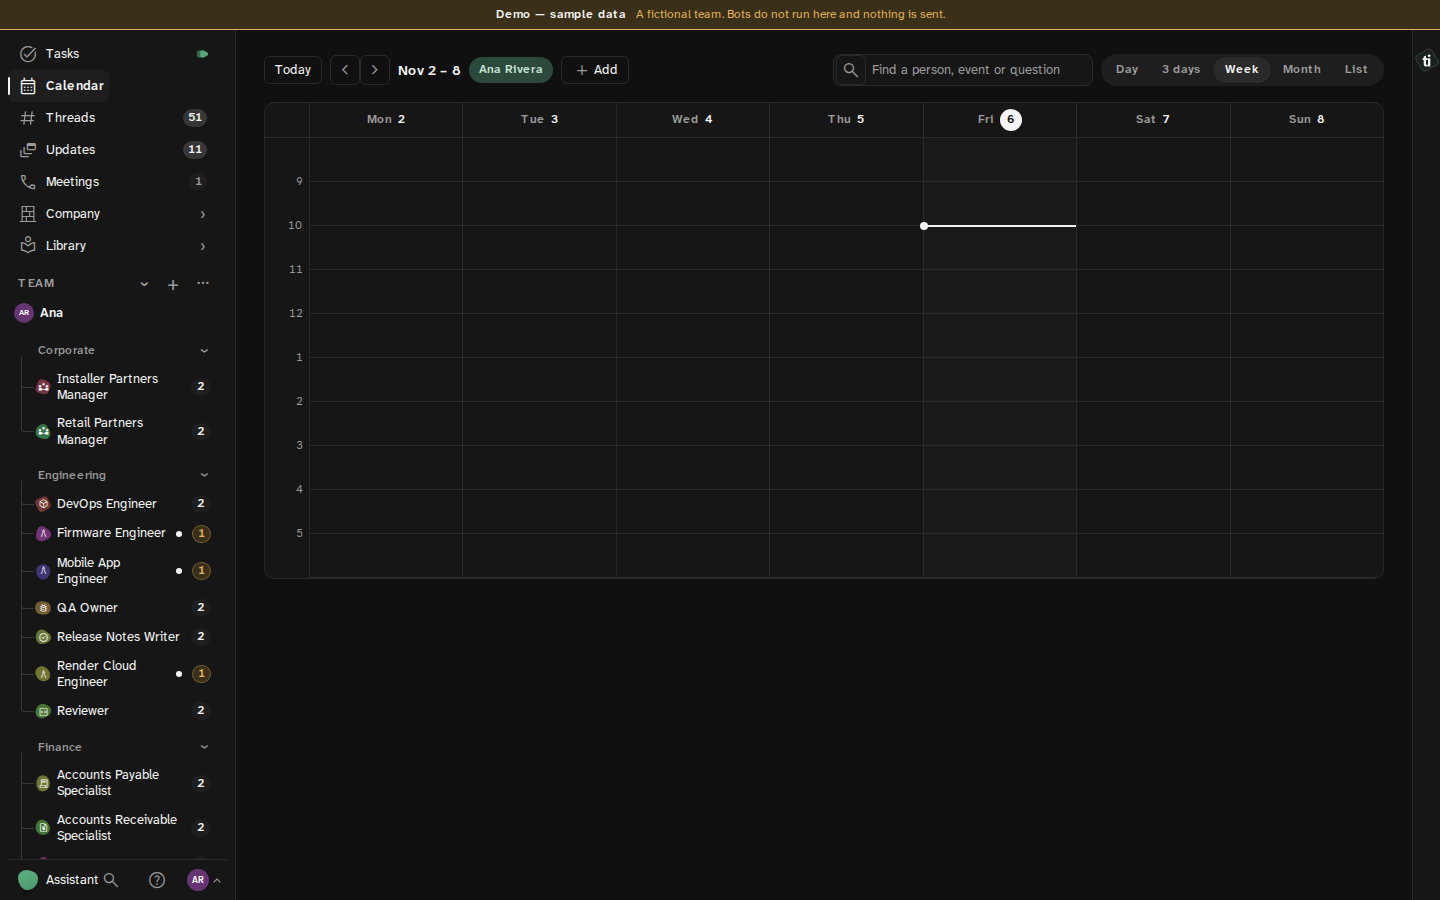 Demo — sample data A fictional team. Bots do not run here and nothing is sent.
Tasks
Calendar
Threads 51
Updates 11
Meetings 1
Company
Library
TEAM
AR Ana
Corporate
Installer Partners
Manager
2
Retail Partners
Manager
2
Engineering
DevOps Engineer 2
Firmware Engineer 1
Mobile App
Engineer
1
QA Owner 2
Release Notes Writer 2
Render Cloud
Engineer
1
Reviewer 2
Finance
Accounts Payable
Specialist
2
Accounts Receivable
Specialist
2
Assistant
AR
Today
Nov 2 – 8
Ana Rivera
+ Add
Find a person, event or question
Day 3 days Week Month List
Mon 2 Tue 3 Wed 4 Thu 5 Fri 6 Sat 7 Sun 8
9
10
11
12
1
2
3
4
5
ti